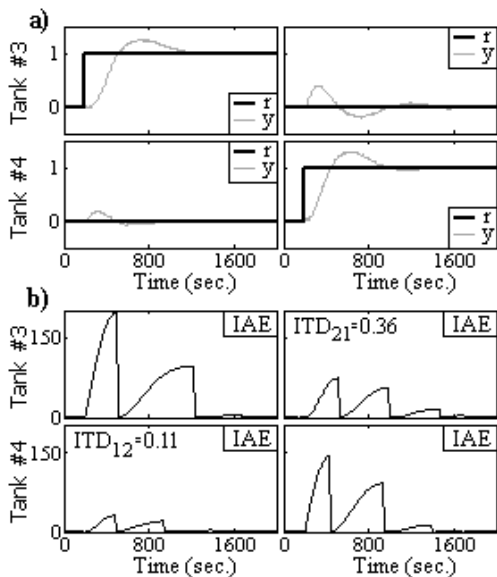 a)
Tank #3
1
0
r
y
r
y
Tank #4
1
0
r
y
r
y
0 800 1600 0 800 1600
Time (sec.) Time (sec.)
b)
Tank #3
150
0
IAE
ITD21=0.36 IAE
Tank #4
150
0
ITD12=0.11 IAE
IAE
0 800 1600 0 800 1600
Time (sec.) Time (sec.)